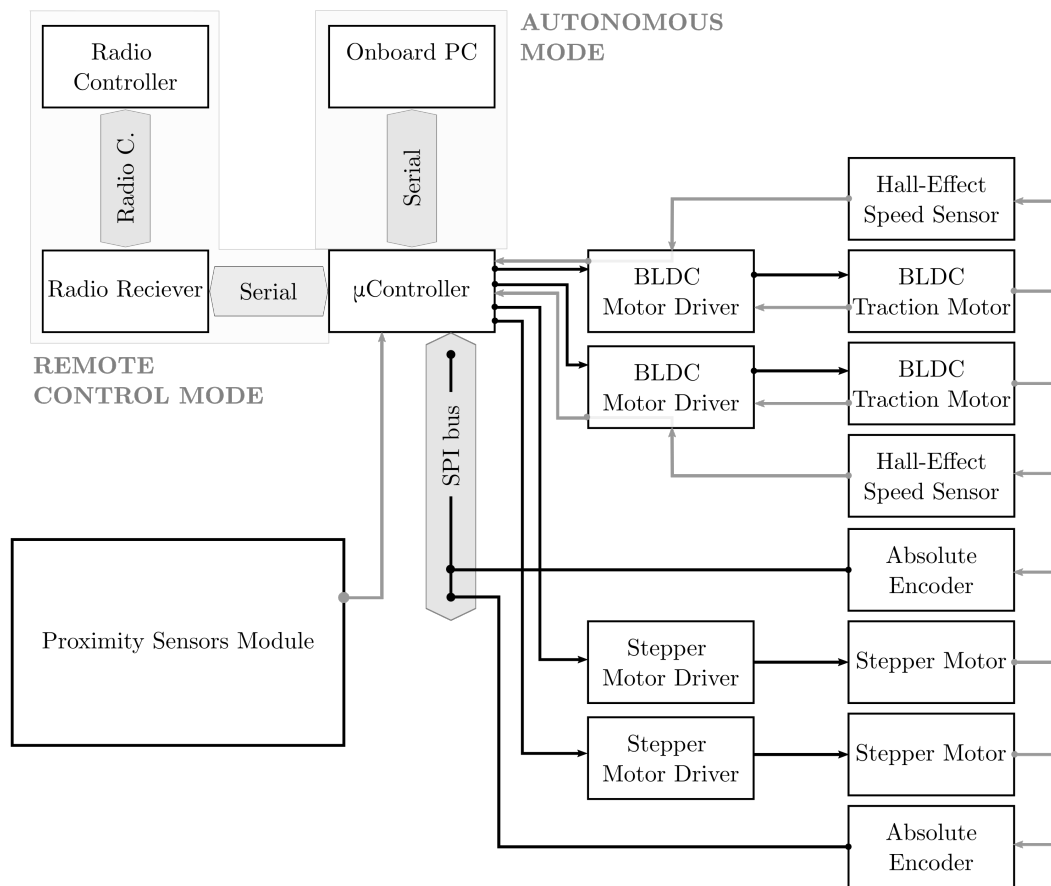 AUTONOMOUS
MODE
Radio
Controller
Onboard PC
Radio C.
Serial
Hall-Effect
Speed Sensor
Radio Reciever
Serial
µController
BLDC
Motor Driver
BLDC
Traction Motor
REMOTE
CONTROL MODE
BLDC
Motor Driver
BLDC
Traction Motor
SPI bus
Hall-Effect
Speed Sensor
Absolute
Encoder
Proximity Sensors Module
Stepper
Motor Driver
Stepper Motor
Stepper
Motor Driver
Stepper Motor
Absolute
Encoder